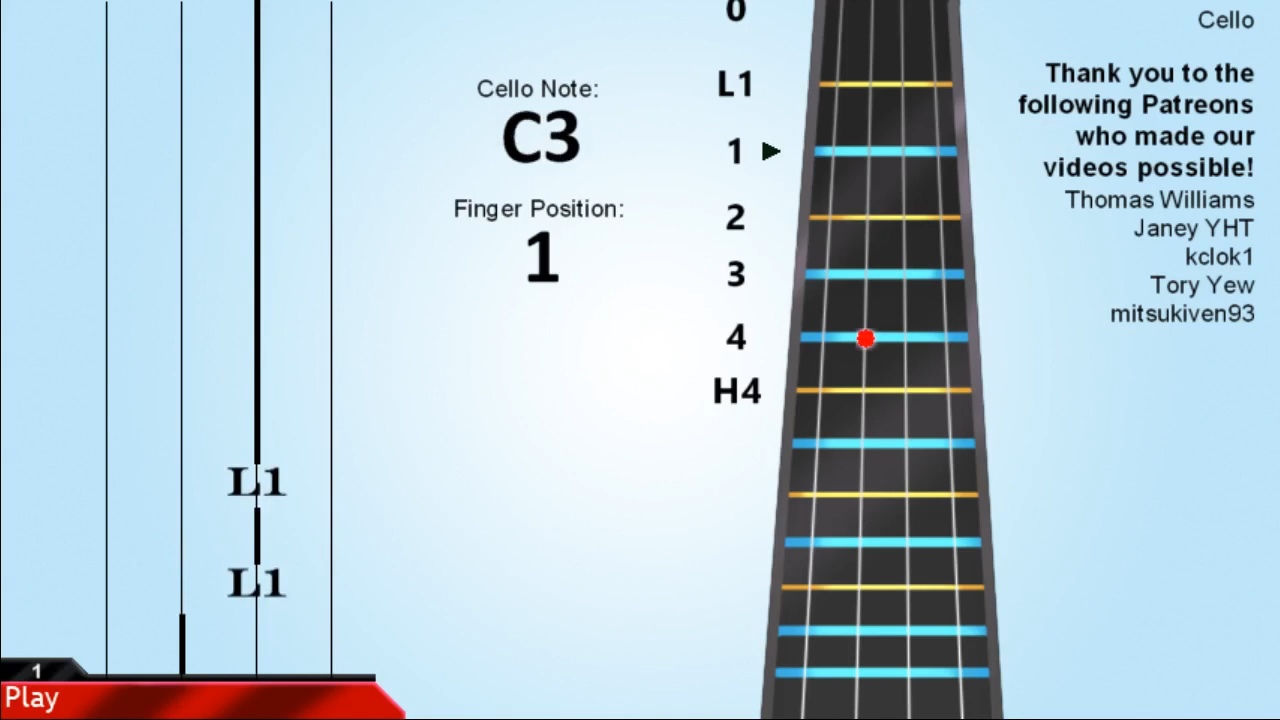 0
Cello
Cello Note:
C3
Finger Position:
1
L1
1
2
3
4
H4
Thank you to the
following Patreons
who made our
videos possible!
Thomas Williams
Janey YHT
kclok1
Tory Yew
mitsukiven93
L1
L1
1
Play